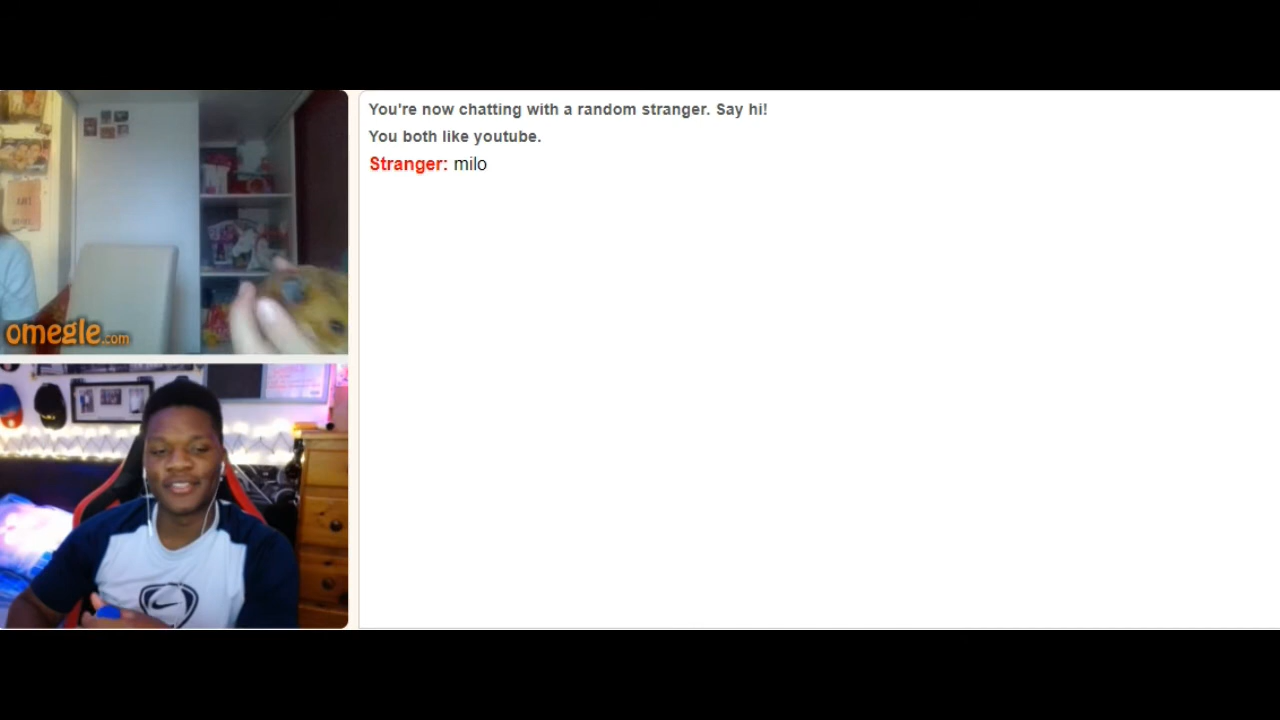 You're now chatting with a random stranger. Say hi!
You both like youtube.
Stranger: milo
omegle.com